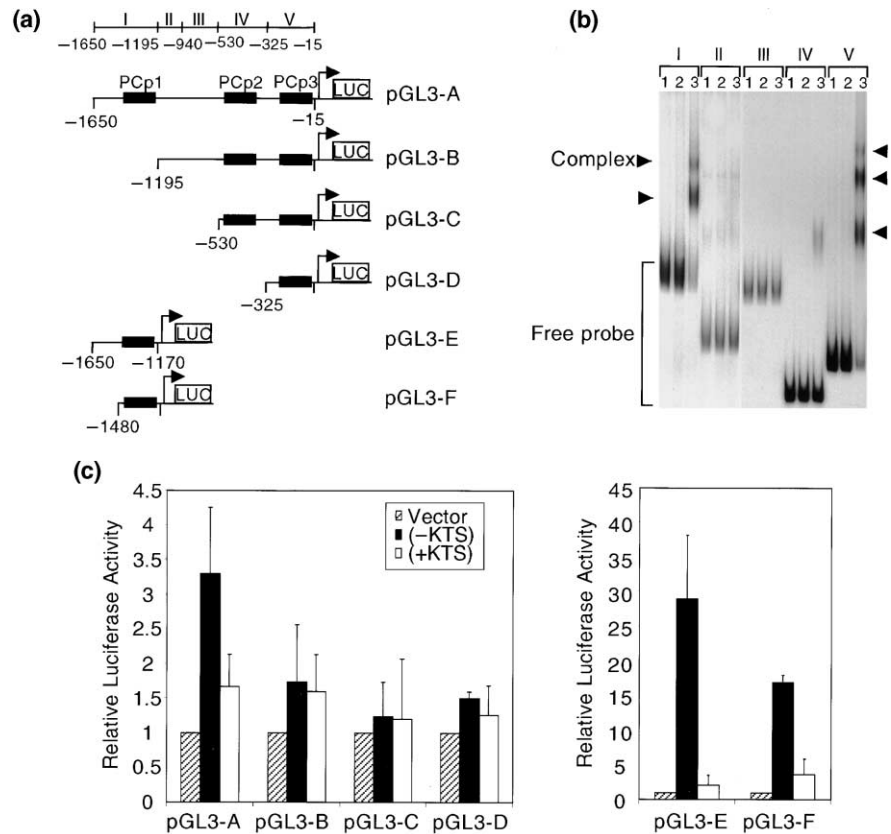 (a)
I II III IV V
−1650 −1195 −940 −530 −325 −15
PCp1 PCp2 PCp3
LUC pGL3-A
−1650 −15
LUC pGL3-B
−1195
LUC pGL3-C
−530
LUC pGL3-D
−325
LUC pGL3-E
−1650 −1170
LUC pGL3-F
−1480
(b)
I II III IV V
1 2 3 1 2 3 1 2 3 1 2 3 1 2 3
Complex
Free probe
(c)
Relative Luciferase Activity
4.5
4
3.5
3
2.5
2
1.5
1
0.5
0
Vector
(−KTS)
(+KTS)
pGL3-A pGL3-B pGL3-C pGL3-D
Relative Luciferase Activity
45
40
35
30
25
20
15
10
5
0
pGL3-E pGL3-F